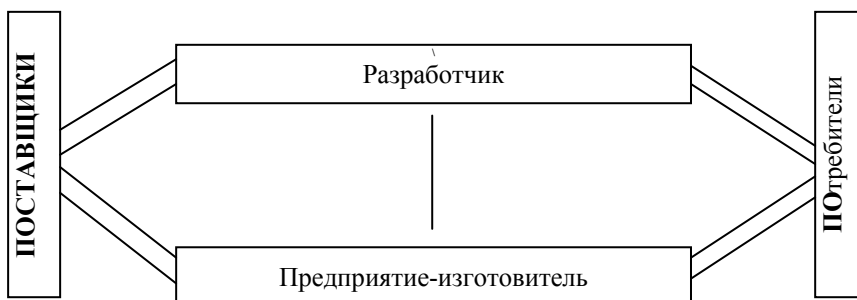 ПОСТАВЩИКИ
Разработчик
Предприятие-изготовитель
ПОтребители